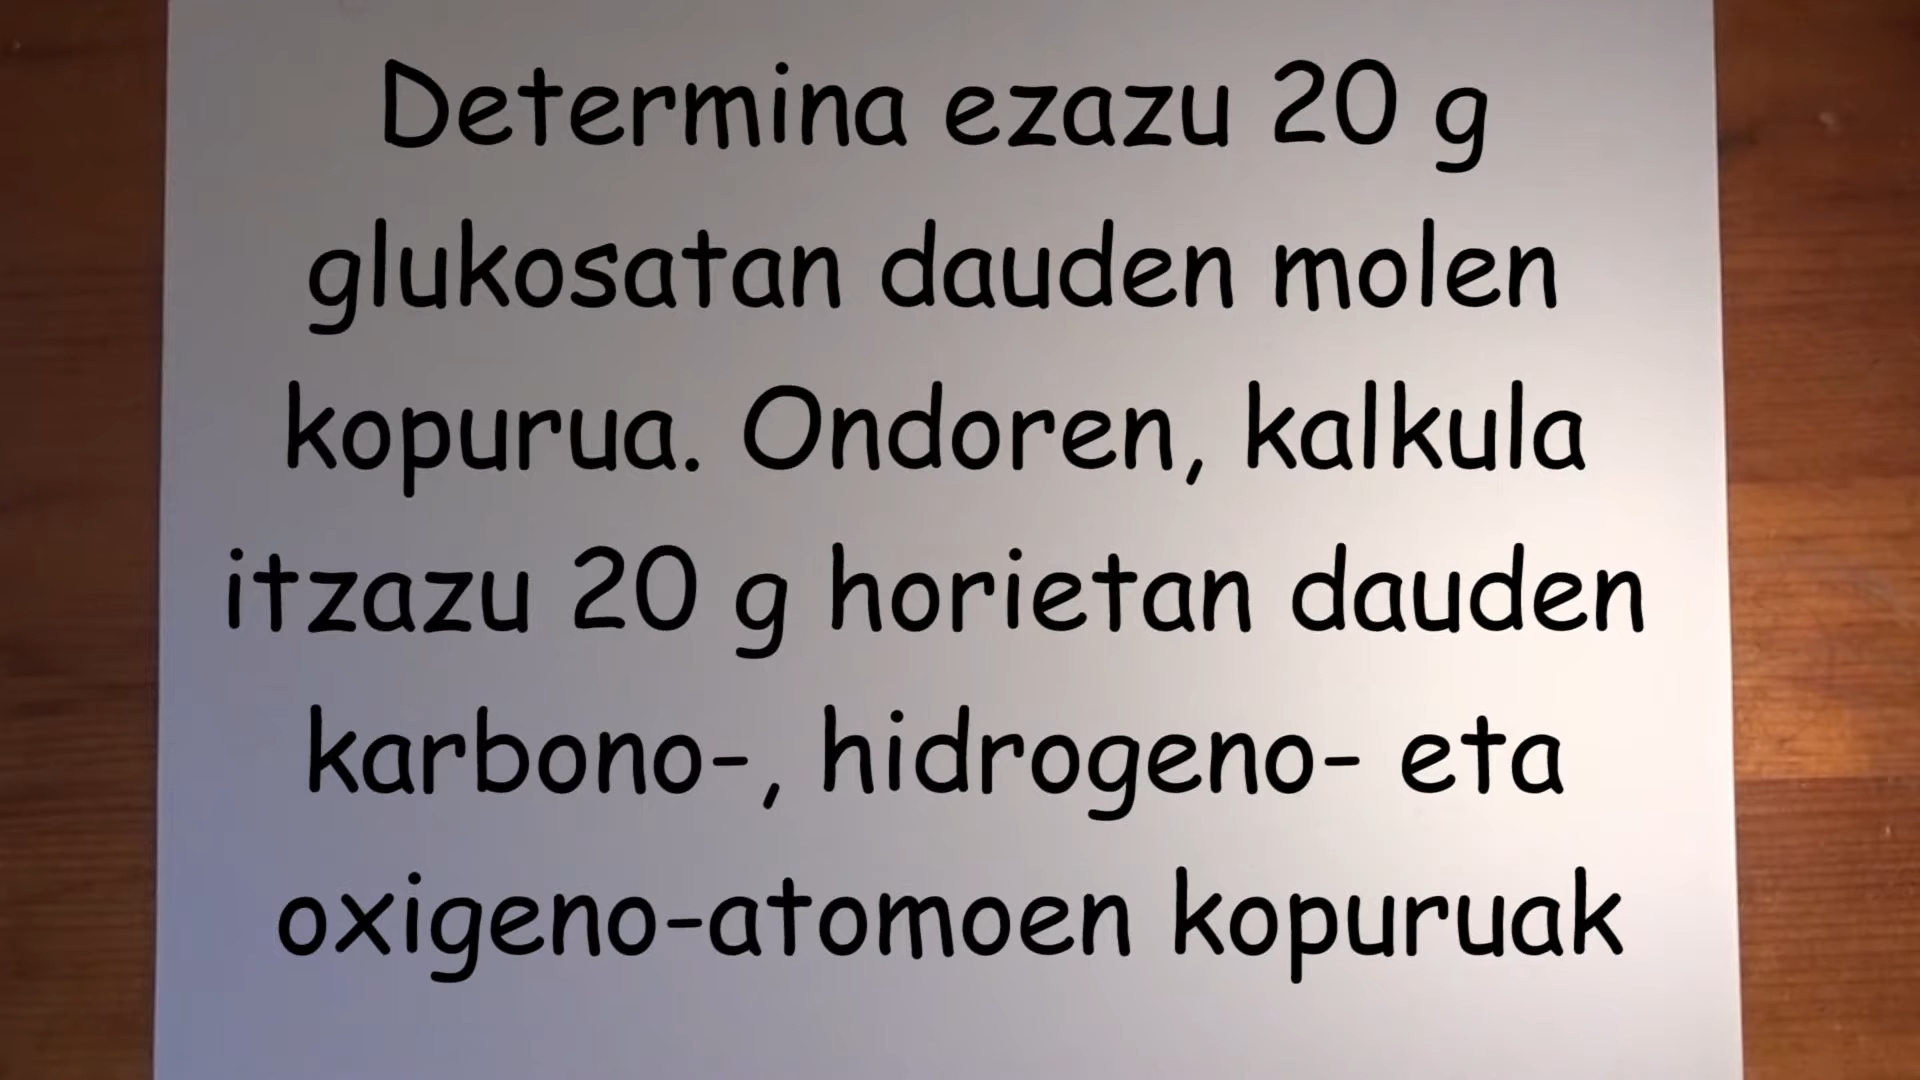 Determina ezazu 20 g
glukosatan dauden molen
kopurua. Ondoren, kalkula
itzazu 20 g horietan dauden
karbono-, hidrogeno- eta
oxigeno-atomoen kopuruak